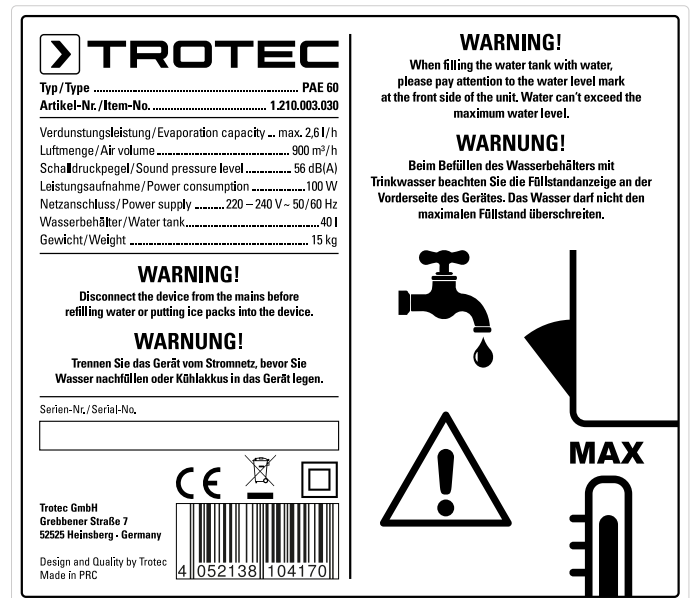 TROTEC
Typ/Type ........................ PAE 60
Artikel-Nr./Item-No. ........................ 1.210.003.030
Verdunstungsleistung/Evaporation capacity ... max. 2,6 l/h
Luftmenge/Air volume ........................ 900 m³/h
Schalldruckpegel/Sound pressure level ............ 56 dB(A)
Leistungsaufnahme/Power consumption ............ 100 W
Netzanschluss/Power supply ........ 220 – 240 V ~ 50/60 Hz
Wasserbehälter/Water tank ........................ 40 l
Gewicht/Weight ........................ 15 kg
WARNING!
Disconnect the device from the mains before
refilling water or putting ice packs into the device.
WARNUNG!
Trennen Sie das Gerät vom Stromnetz, bevor Sie
Wasser nachfüllen oder Kühlakkus in das Gerät legen.
Serien-Nr./Serial-No.
CE
Trotec GmbH
Grebbener Straße 7
52525 Heinsberg · Germany
Design and Quality by Trotec
Made in PRC
4 052138 104170
WARNING!
When filling the water tank with water,
please pay attention to the water level mark
at the front side of the unit. Water can't exceed the
maximum water level.
WARNUNG!
Beim Befüllen des Wasserbehälters mit
Trinkwasser beachten Sie die Füllstandanzeige an der
Vorderseite des Gerätes. Das Wasser darf nicht den
maximalen Füllstand überschreiten.
MAX